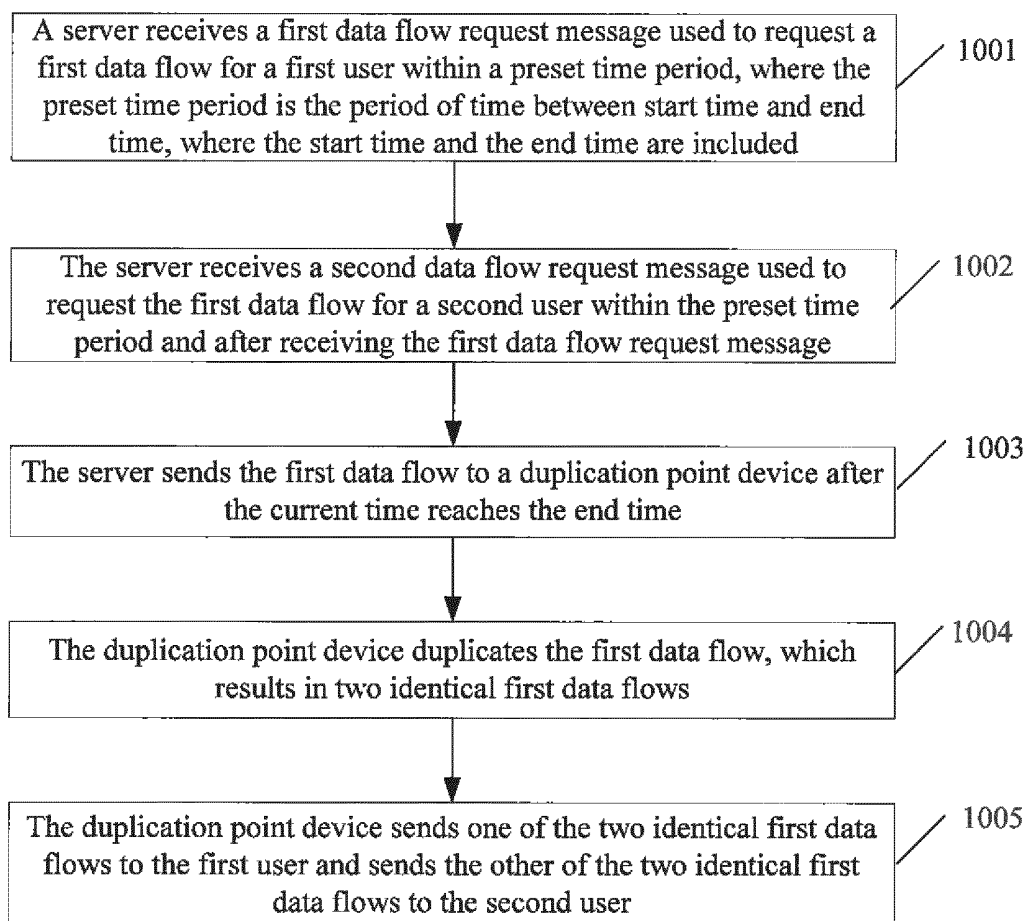 A server receives a first data flow request message used to request a
first data flow for a first user within a preset time period, where the
preset time period is the period of time between start time and end
time, where the start time and the end time are included
1001
The server receives a second data flow request message used to
request the first data flow for a second user within the preset time
period and after receiving the first data flow request message
1002
The server sends the first data flow to a duplication point device after
the current time reaches the end time
1003
The duplication point device duplicates the first data flow, which
results in two identical first data flows
1004
The duplication point device sends one of the two identical first data
flows to the first user and sends the other of the two identical first
data flows to the second user
1005